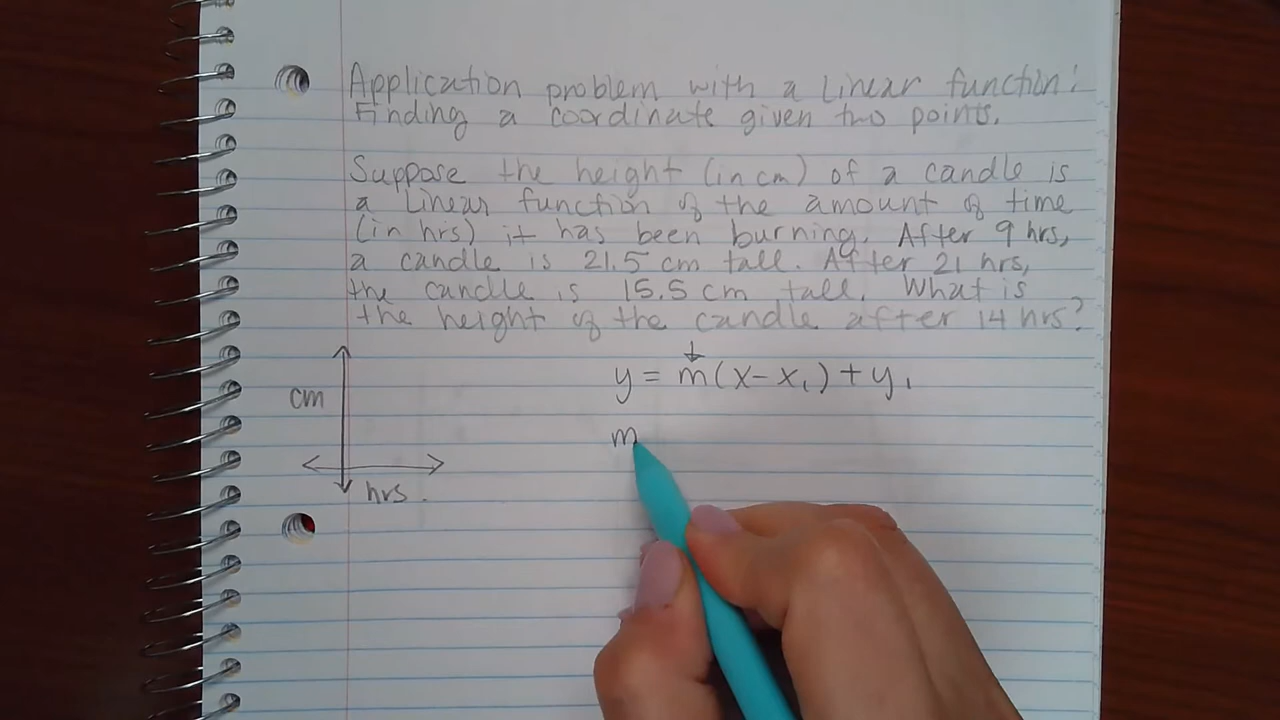 Application problem with a linear function:
Finding a coordinate given two points.
Suppose the height (in cm) of a candle is
a linear function of the amount of time
(in hrs) it has been burning. After 9 hrs,
a candle is 21.5 cm tall. After 21 hrs,
the candle is 15.5 cm tall. What is
the height of the candle after 14 hrs?
y = m(x - x₁) + y₁
cm
m
hrs.